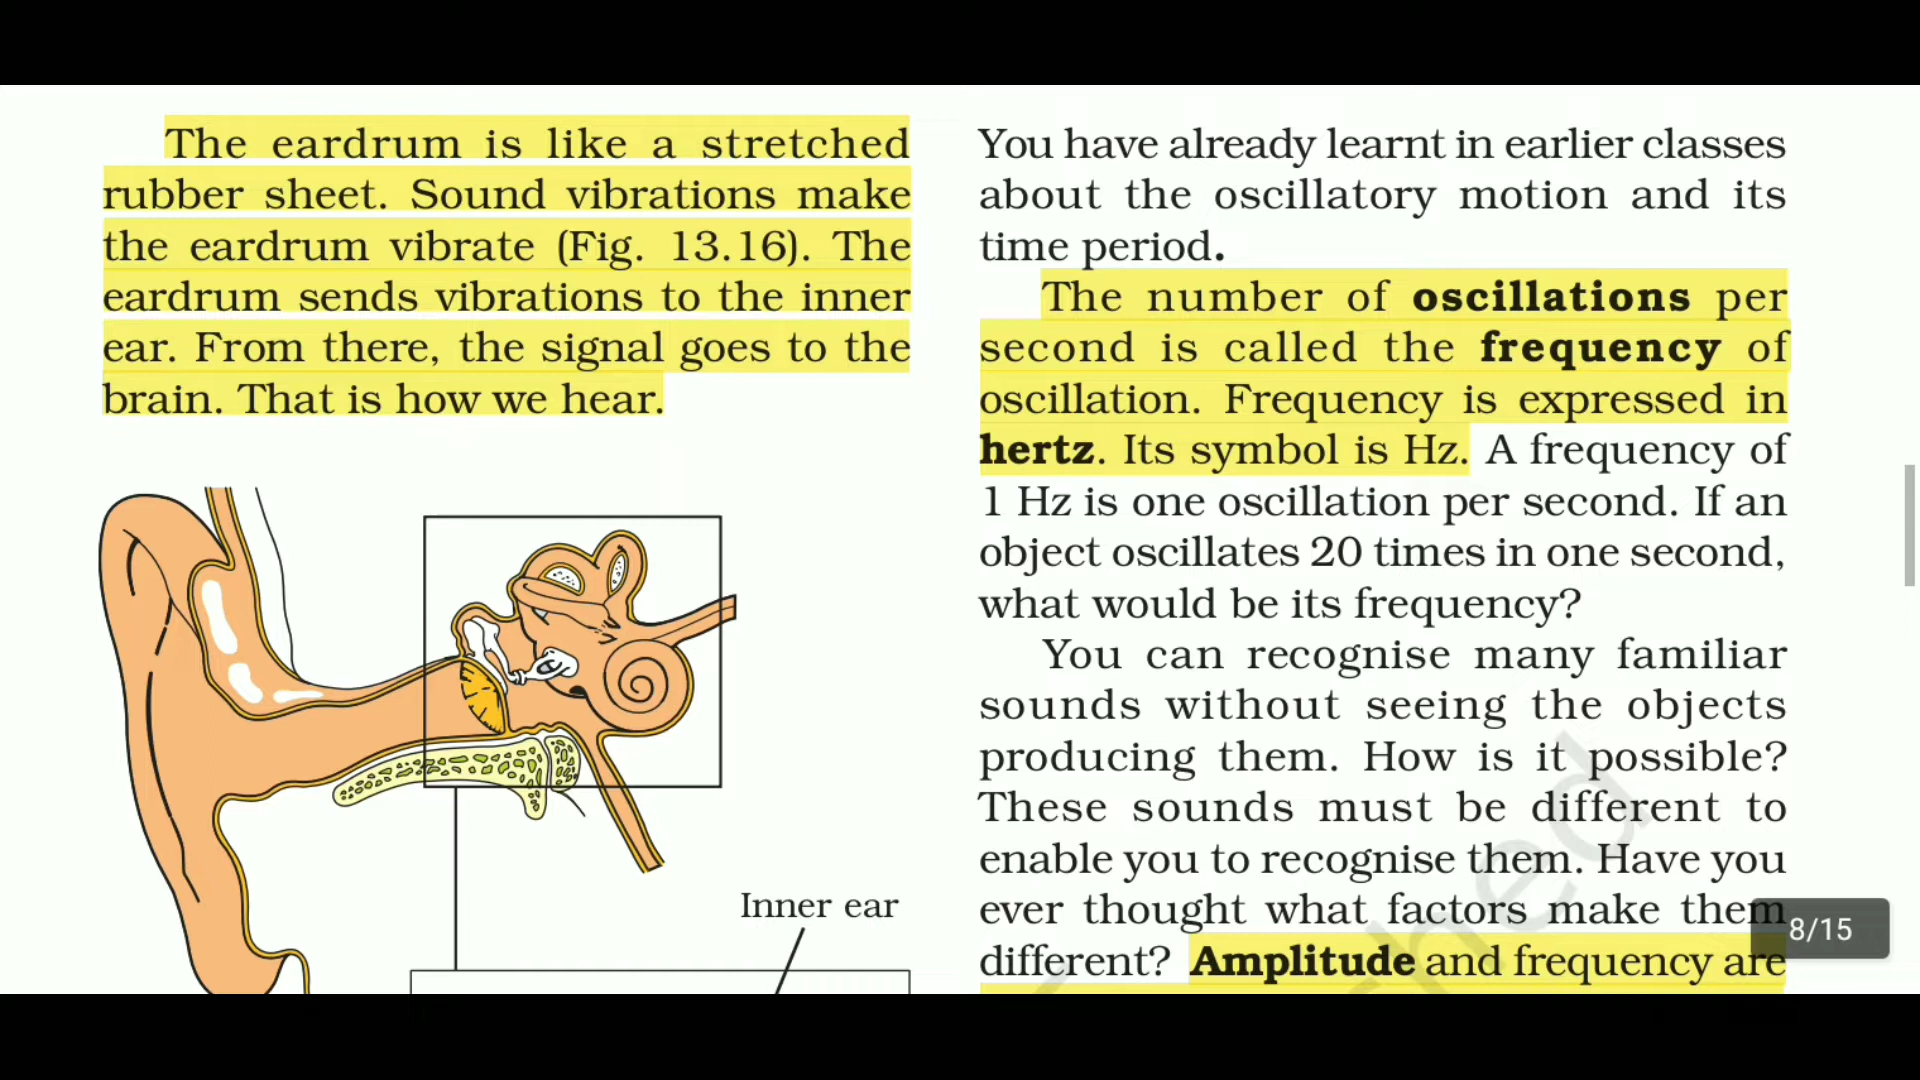 The eardrum is like a stretched
rubber sheet. Sound vibrations make
the eardrum vibrate (Fig. 13.16). The
eardrum sends vibrations to the inner
ear. From there, the signal goes to the
brain. That is how we hear.
Inner ear
You have already learnt in earlier classes
about the oscillatory motion and its
time period.
The number of oscillations per
second is called the frequency of
oscillation. Frequency is expressed in
hertz. Its symbol is Hz. A frequency of
1 Hz is one oscillation per second. If an
object oscillates 20 times in one second,
what would be its frequency?
You can recognise many familiar
sounds without seeing the objects
producing them. How is it possible?
These sounds must be different to
enable you to recognise them. Have you
ever thought what factors make them
different? Amplitude and frequency are
8/15